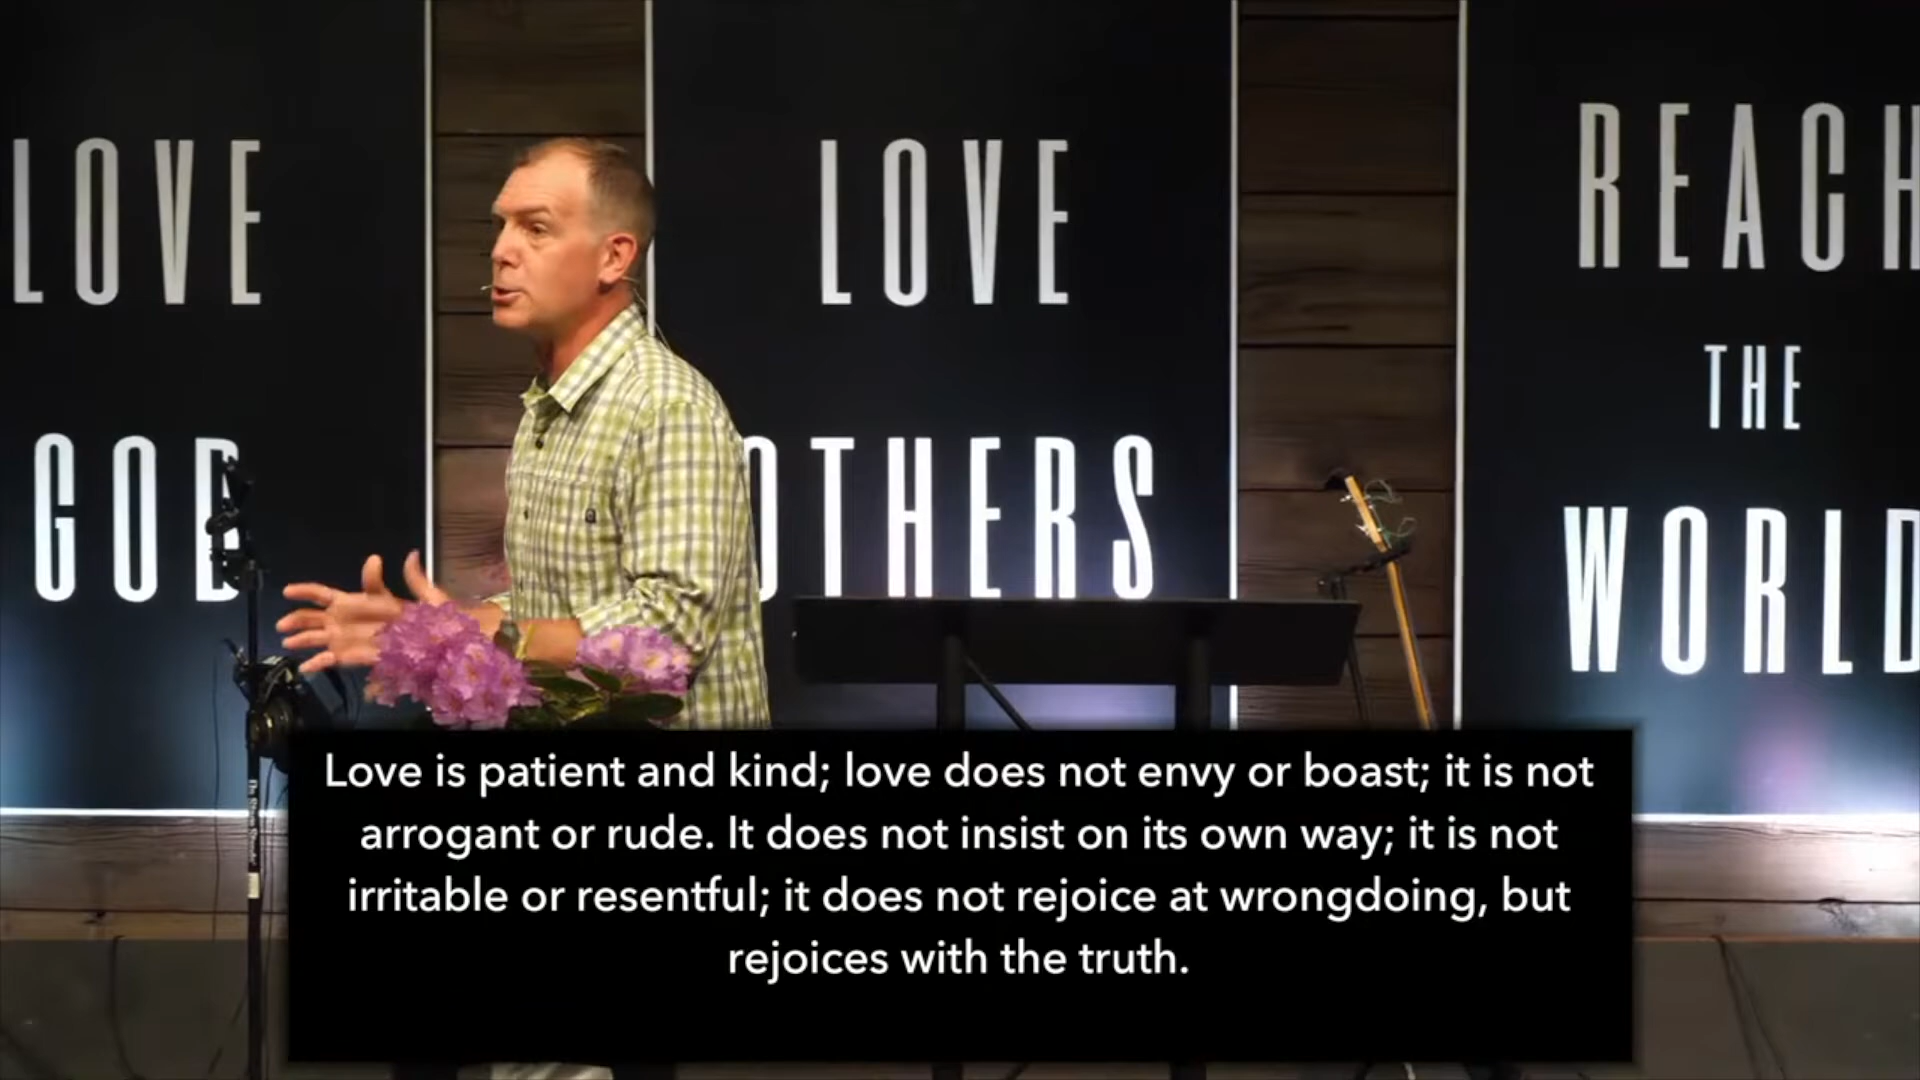 LOVE
GOD
LOVE
OTHERS
REACH
THE
WORLD
Love is patient and kind; love does not envy or boast; it is not
arrogant or rude. It does not insist on its own way; it is not
irritable or resentful; it does not rejoice at wrongdoing, but
rejoices with the truth.